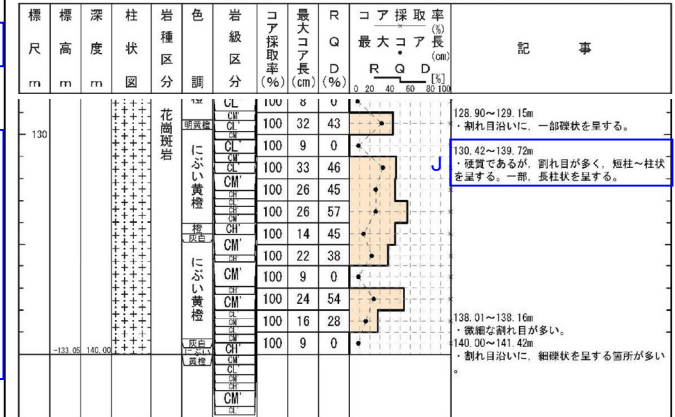 標尺 m
標高 m
深度 m
柱状図
岩種区分
色調
岩級区分
コア採取率(%)
最大コア長(cm)
RQD(%)
コア採取率(%)
最大コア長(cm)
RQD[%]
0 20 40 60 80 100
記事
橙 CL 100 8 0
130
花崗斑岩
明黄橙 CM' CL' 100 32 43
128.90~129.15m
・割れ目沿いに,一部礫状を呈する。
CM' CL' 100 9 0
にぶい黄橙
CL' 100 33 46
J
130.42~139.72m
・硬質であるが,割れ目が多く,短柱~柱状
を呈する。一部,長柱状を呈する。
CM' 100 26 45
CH' CL' CH' 100 26 57
橙 CH' 100 14 45
灰白
CM' 100 22 38
CH'
にぶい黄橙
CM' 100 9 0
CH' CM' 100 24 54
CL' CM' CL' 100 16 28
138.01~138.16m
・微細な割れ目が多い。
灰白 CM' CH' 100 9 0
-133.05 140.00
にぶい黄橙
140.00~141.42m
・割れ目沿いに,細礫状を呈する箇所が多い
。
CM'
CL'
CM'
CH'
CM'
CL'